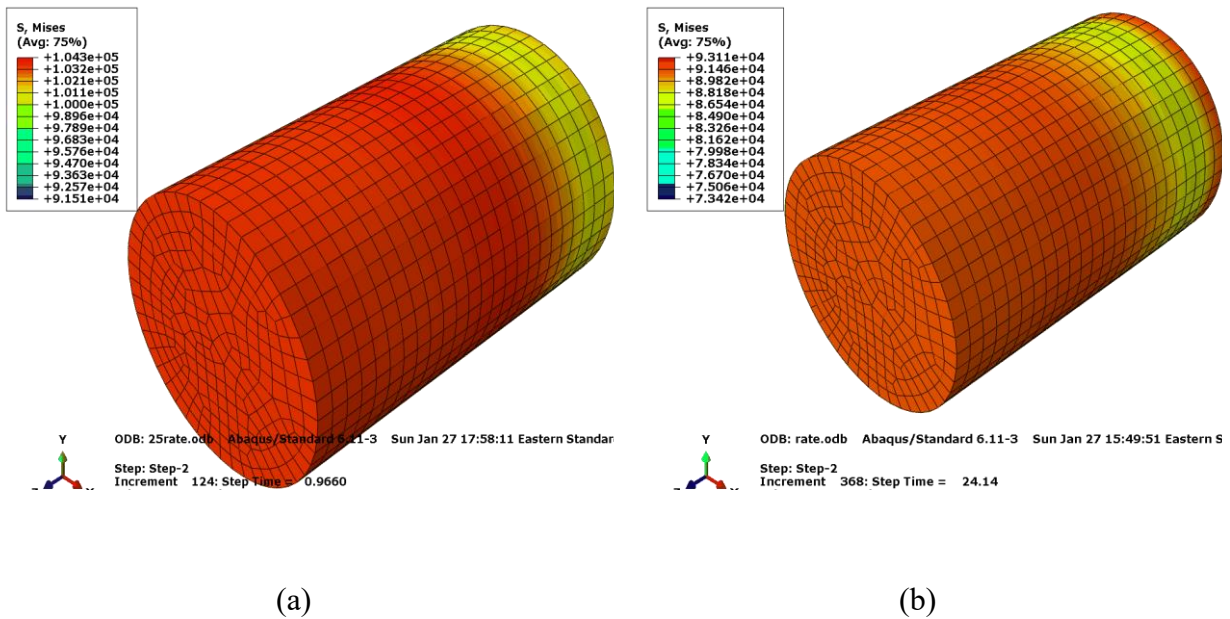 S, Mises
(Avg: 75%)
+1.043e+05
+1.032e+05
+1.021e+05
+1.011e+05
+1.000e+05
+9.896e+04
+9.789e+04
+9.683e+04
+9.576e+04
+9.470e+04
+9.363e+04
+9.257e+04
+9.151e+04
Y
ODB: 25rate.odb Abaqus/Standard 6.11-3 Sun Jan 27 17:58:11 Eastern Standar
Step: Step-2
Increment 124: Step Time = 0.9660
(a)
S, Mises
(Avg: 75%)
+9.311e+04
+9.146e+04
+8.982e+04
+8.818e+04
+8.654e+04
+8.490e+04
+8.326e+04
+8.162e+04
+7.998e+04
+7.834e+04
+7.670e+04
+7.506e+04
+7.342e+04
Y
ODB: rate.odb Abaqus/Standard 6.11-3 Sun Jan 27 15:49:51 Eastern S
Step: Step-2
Increment 368: Step Time = 24.14
(b)